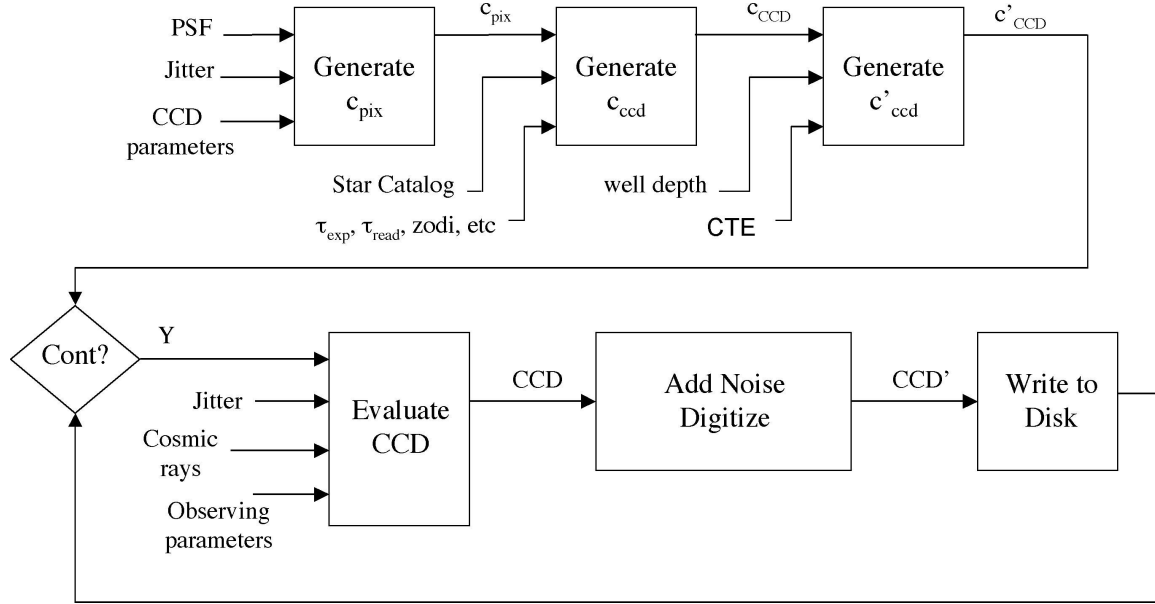 PSF
Jitter
CCD
parameters
Generate
c_pix
c_pix
Generate
c_ccd
Star Catalog
τ_exp, τ_read, zodi, etc
c_CCD
Generate
c’_ccd
well depth
CTE
c’_CCD
Cont?
Y
Jitter
Cosmic
rays
Observing
parameters
Evaluate
CCD
CCD
Add Noise
Digitize
CCD’
Write to
Disk